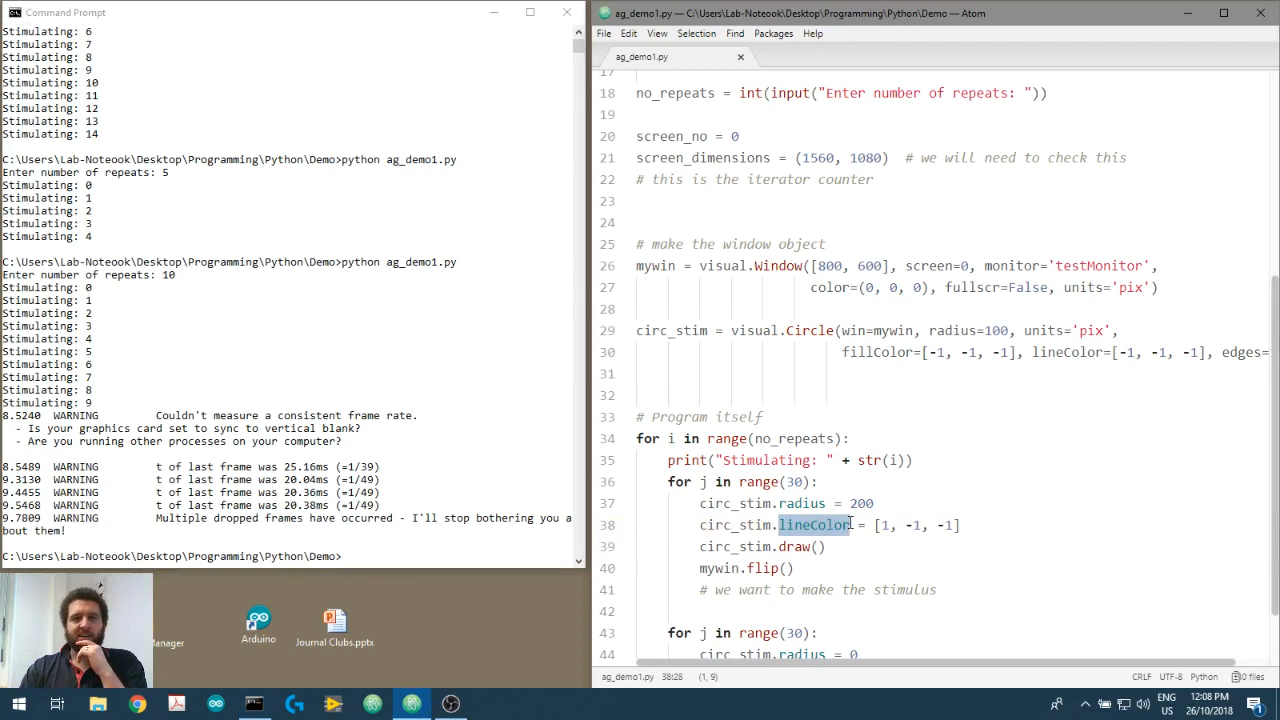 Command Prompt
Stimulating: 6
Stimulating: 7
Stimulating: 8
Stimulating: 9
Stimulating: 10
Stimulating: 11
Stimulating: 12
Stimulating: 13
Stimulating: 14
C:\Users\Lab-Noteook\Desktop\Programming\Python\Demo>python ag_demo1.py
Enter number of repeats: 5
Stimulating: 0
Stimulating: 1
Stimulating: 2
Stimulating: 3
Stimulating: 4
C:\Users\Lab-Noteook\Desktop\Programming\Python\Demo>python ag_demo1.py
Enter number of repeats: 10
Stimulating: 0
Stimulating: 1
Stimulating: 2
Stimulating: 3
Stimulating: 4
Stimulating: 5
Stimulating: 6
Stimulating: 7
Stimulating: 8
Stimulating: 9
8.5240 WARNING Couldn't measure a consistent frame rate.
- Is your graphics card set to sync to vertical blank?
- Are you running other processes on your computer?
8.5489 WARNING t of last frame was 25.16ms (=1/39)
9.3130 WARNING t of last frame was 20.04ms (=1/49)
9.4455 WARNING t of last frame was 20.36ms (=1/49)
9.5468 WARNING t of last frame was 20.38ms (=1/49)
9.7809 WARNING Multiple dropped frames have occurred - I'll stop bothering you a
bout them!
C:\Users\Lab-Noteook\Desktop\Programming\Python\Demo>
Manager
Arduino
Journal Clubs.pptx
ag_demo1.py — C:\Users\Lab-Noteook\Desktop\Programming\Python\Demo — Atom
File Edit View Selection Find Packages Help
ag_demo1.py
17
18 no_repeats = int(input("Enter number of repeats: "))
19
20 screen_no = 0
21 screen_dimensions = (1560, 1080) # we will need to check this
22 # this is the iterator counter
23
24
25 # make the window object
26 mywin = visual.Window([800, 600], screen=0, monitor='testMonitor',
27 color=(0, 0, 0), fullscr=False, units='pix')
28
29 circ_stim = visual.Circle(win=mywin, radius=100, units='pix',
30 fillColor=[-1, -1, -1], lineColor=[-1, -1, -1], edges=
31
32
33 # Program itself
34 for i in range(no_repeats):
35 print("Stimulating: " + str(i))
36 for j in range(30):
37 circ_stim.radius = 200
38 circ_stim.lineColor = [1, -1, -1]
39 circ_stim.draw()
40 mywin.flip()
41 # we want to make the stimulus
42
43 for j in range(30):
44 circ_stim.radius = 0
ag_demo1.py 38:28 (1, 9) CRLF UTF-8 Python 0 files
ENG
US
12:08 PM
26/10/2018
1